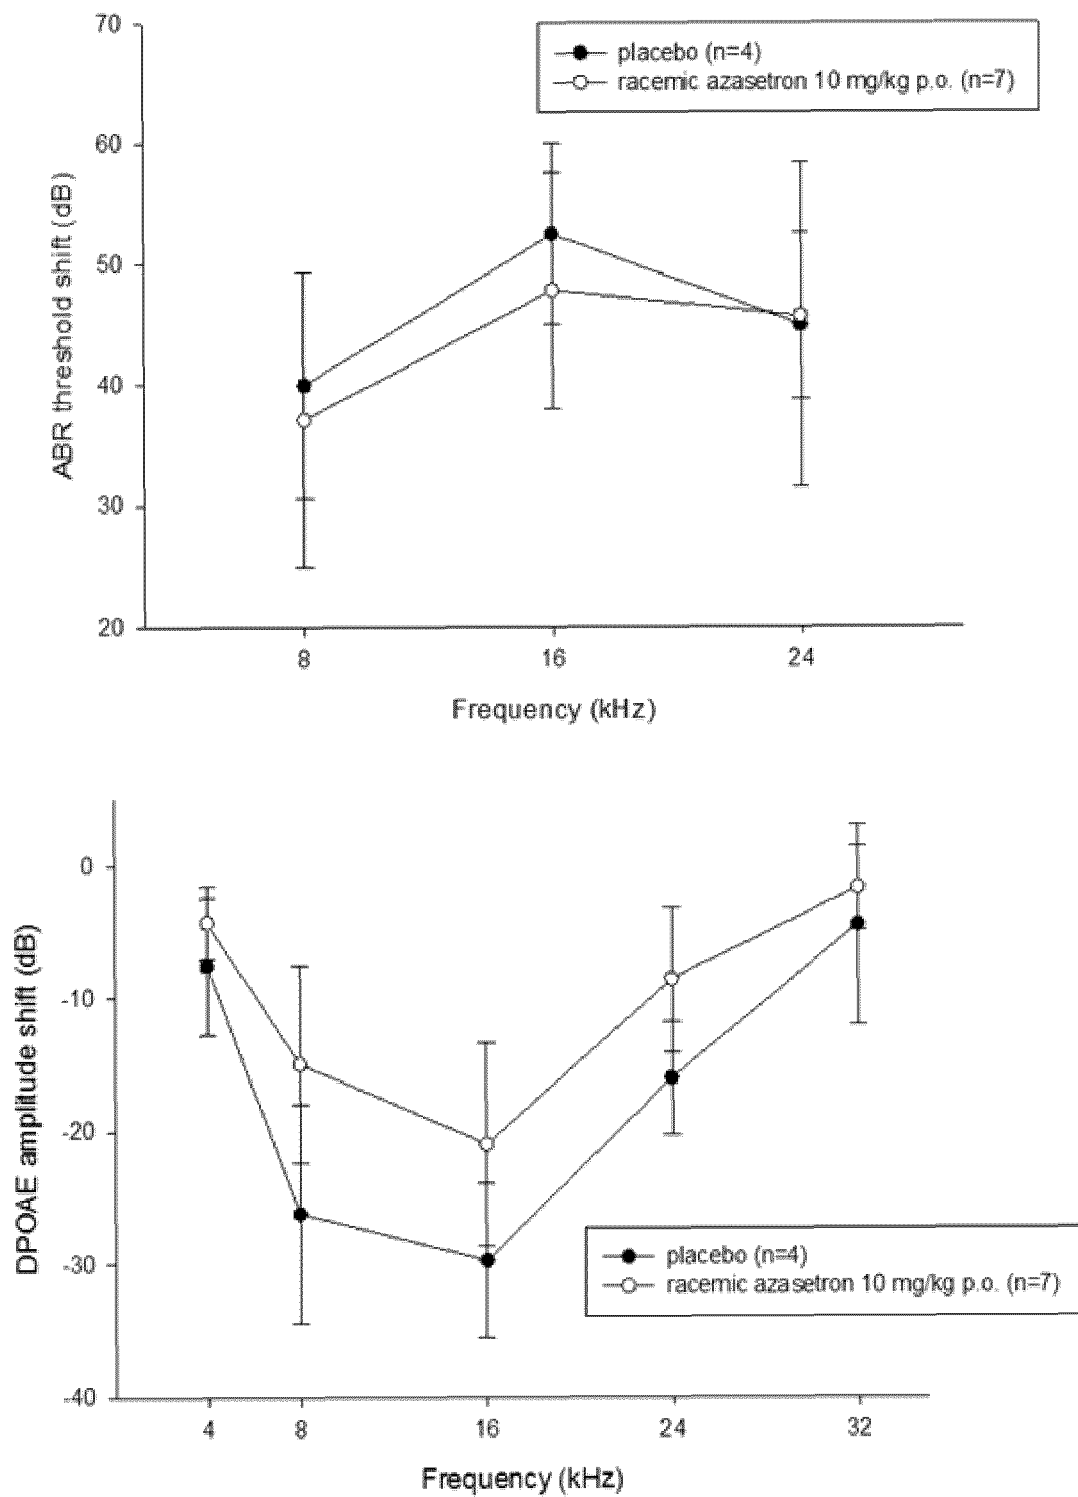 70
60
50
40
30
20
ABR threshold shift (dB)
placebo (n=4)
racemic azasetron 10 mg/kg p.o. (n=7)
8 16 24
Frequency (kHz)
0
-10
-20
-30
-40
DPOAE amplitude shift (dB)
placebo (n=4)
racemic azasetron 10 mg/kg p.o. (n=7)
4 8 16 24 32
Frequency (kHz)